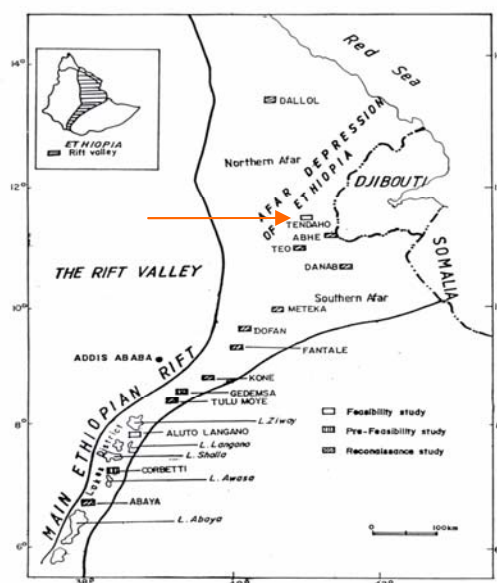 14°
12°
10°
8°
6°
38°
ETHIOPIA
Rift valley
Red Sea
DALLOL
Northern Afar
AFAR DEPRESSION
OF ETHIOPIA
DJIBOUTI
TENDAHO
ABHE
TEO
DANAB
SOMALIA
THE RIFT VALLEY
Southern Afar
METEKA
DOFAN
FANTALE
ADDIS ABABA
MAIN ETHIOPIAN RIFT
KONE
GEDEMSA
TULU MOYE
L. Ziway
ALUTO LANGANO
L. Langano
L. Shalla
Lakes District
CORBETTI
L. Awasa
ABAYA
L. Abaya
Feasibility study
Pre-Feasibility study
Reconaissance study
0
100km